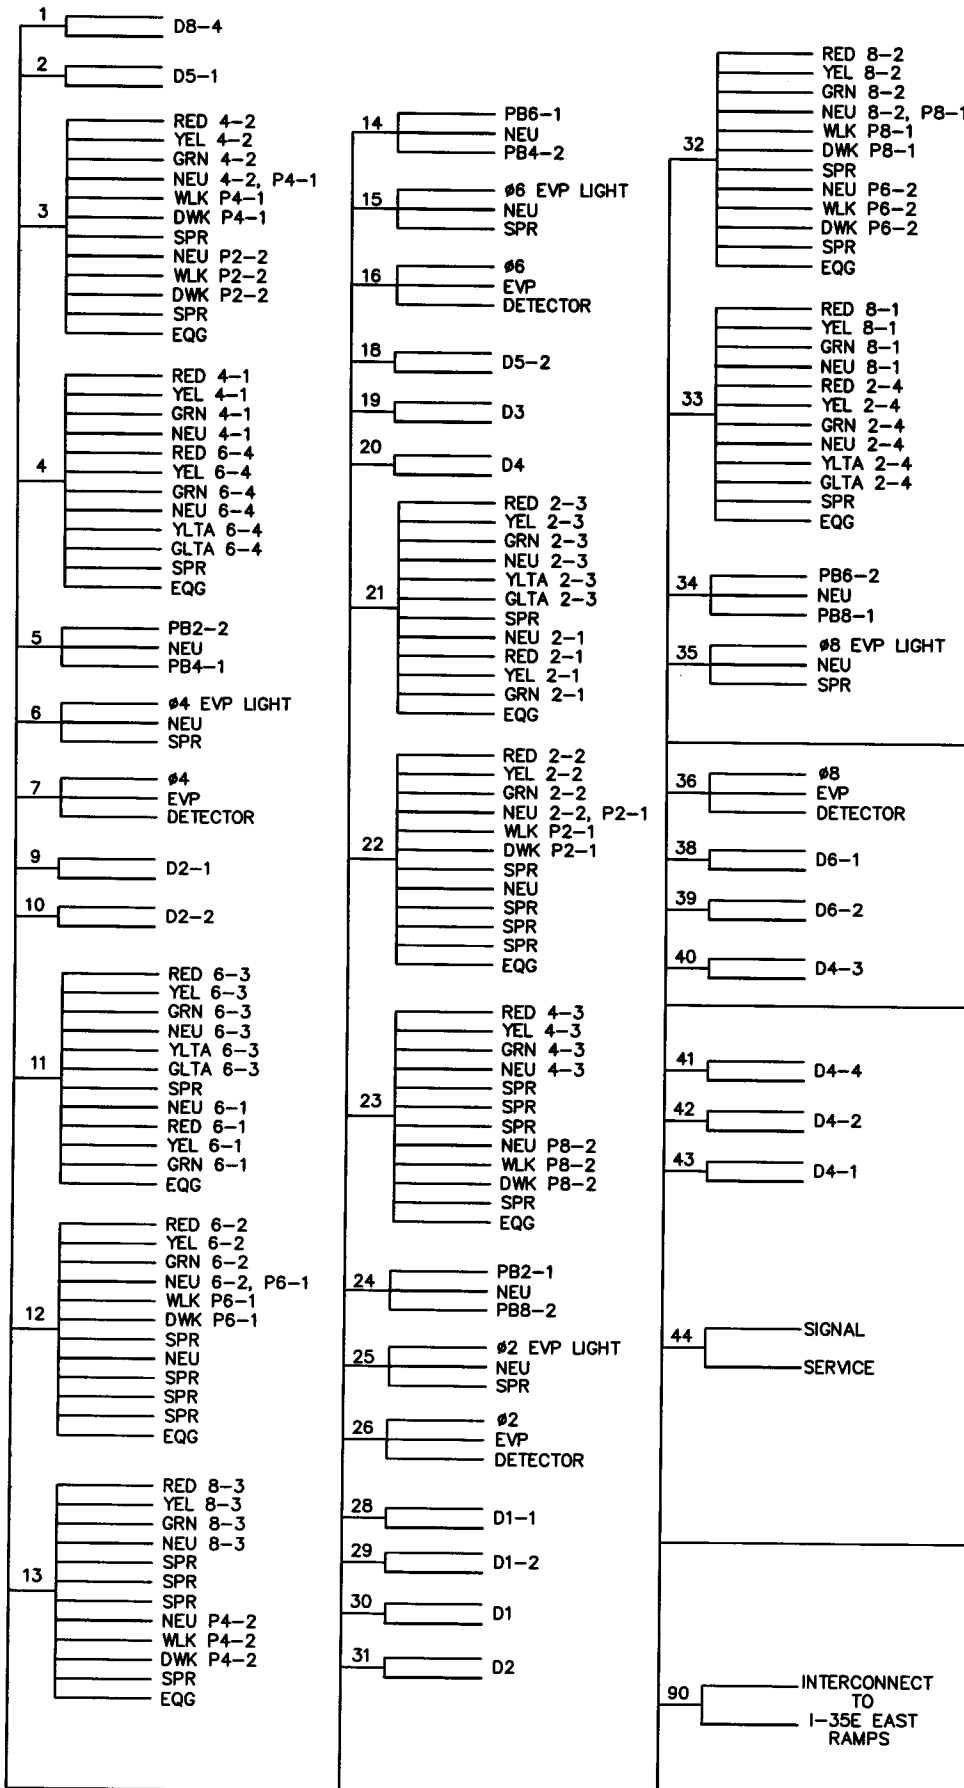 1
D8-4
2
D5-1
3
RED 4-2
YEL 4-2
GRN 4-2
NEU 4-2, P4-1
WLK P4-1
DWK P4-1
SPR
NEU P2-2
WLK P2-2
DWK P2-2
SPR
EQG
4
RED 4-1
YEL 4-1
GRN 4-1
NEU 4-1
RED 6-4
YEL 6-4
GRN 6-4
NEU 6-4
YLTA 6-4
GLTA 6-4
SPR
EQG
5
PB2-2
NEU
PB4-1
6
ø4 EVP LIGHT
NEU
SPR
7
ø4
EVP
DETECTOR
9
D2-1
10
D2-2
11
RED 6-3
YEL 6-3
GRN 6-3
NEU 6-3
YLTA 6-3
GLTA 6-3
SPR
NEU 6-1
RED 6-1
YEL 6-1
GRN 6-1
EQG
12
RED 6-2
YEL 6-2
GRN 6-2
NEU 6-2, P6-1
WLK P6-1
DWK P6-1
SPR
NEU
SPR
SPR
SPR
EQG
13
RED 8-3
YEL 8-3
GRN 8-3
NEU 8-3
SPR
SPR
SPR
NEU P4-2
WLK P4-2
DWK P4-2
SPR
EQG
14
PB6-1
NEU
PB4-2
15
ø6 EVP LIGHT
NEU
SPR
16
ø6
EVP
DETECTOR
18
D5-2
19
D3
20
D4
21
RED 2-3
YEL 2-3
GRN 2-3
NEU 2-3
YLTA 2-3
GLTA 2-3
SPR
NEU 2-1
RED 2-1
YEL 2-1
GRN 2-1
EQG
22
RED 2-2
YEL 2-2
GRN 2-2
NEU 2-2, P2-1
WLK P2-1
DWK P2-1
SPR
NEU
SPR
SPR
SPR
EQG
23
RED 4-3
YEL 4-3
GRN 4-3
NEU 4-3
SPR
SPR
SPR
NEU P8-2
WLK P8-2
DWK P8-2
SPR
EQG
24
PB2-1
NEU
PB8-2
25
ø2 EVP LIGHT
NEU
SPR
26
ø2
EVP
DETECTOR
28
D1-1
29
D1-2
30
D1
31
D2
32
RED 8-2
YEL 8-2
GRN 8-2
NEU 8-2, P8-1
WLK P8-1
DWK P8-1
SPR
NEU P6-2
WLK P6-2
DWK P6-2
SPR
EQG
33
RED 8-1
YEL 8-1
GRN 8-1
NEU 8-1
RED 2-4
YEL 2-4
GRN 2-4
NEU 2-4
YLTA 2-4
GLTA 2-4
SPR
EQG
34
PB6-2
NEU
PB8-1
35
ø8 EVP LIGHT
NEU
SPR
36
ø8
EVP
DETECTOR
38
D6-1
39
D6-2
40
D4-3
41
D4-4
42
D4-2
43
D4-1
44
SIGNAL
SERVICE
90
INTERCONNECT
TO
I-35E EAST
RAMPS